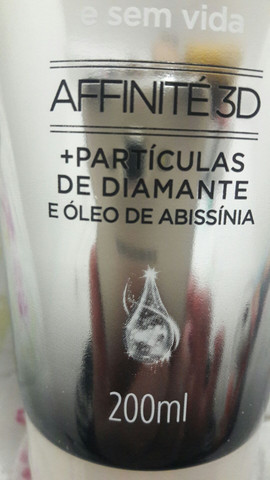 e sem vida
AFFINITÉ 3D
+PARTÍCULAS
DE DIAMANTE
E ÓLEO DE ABISSÍNIA
200ml